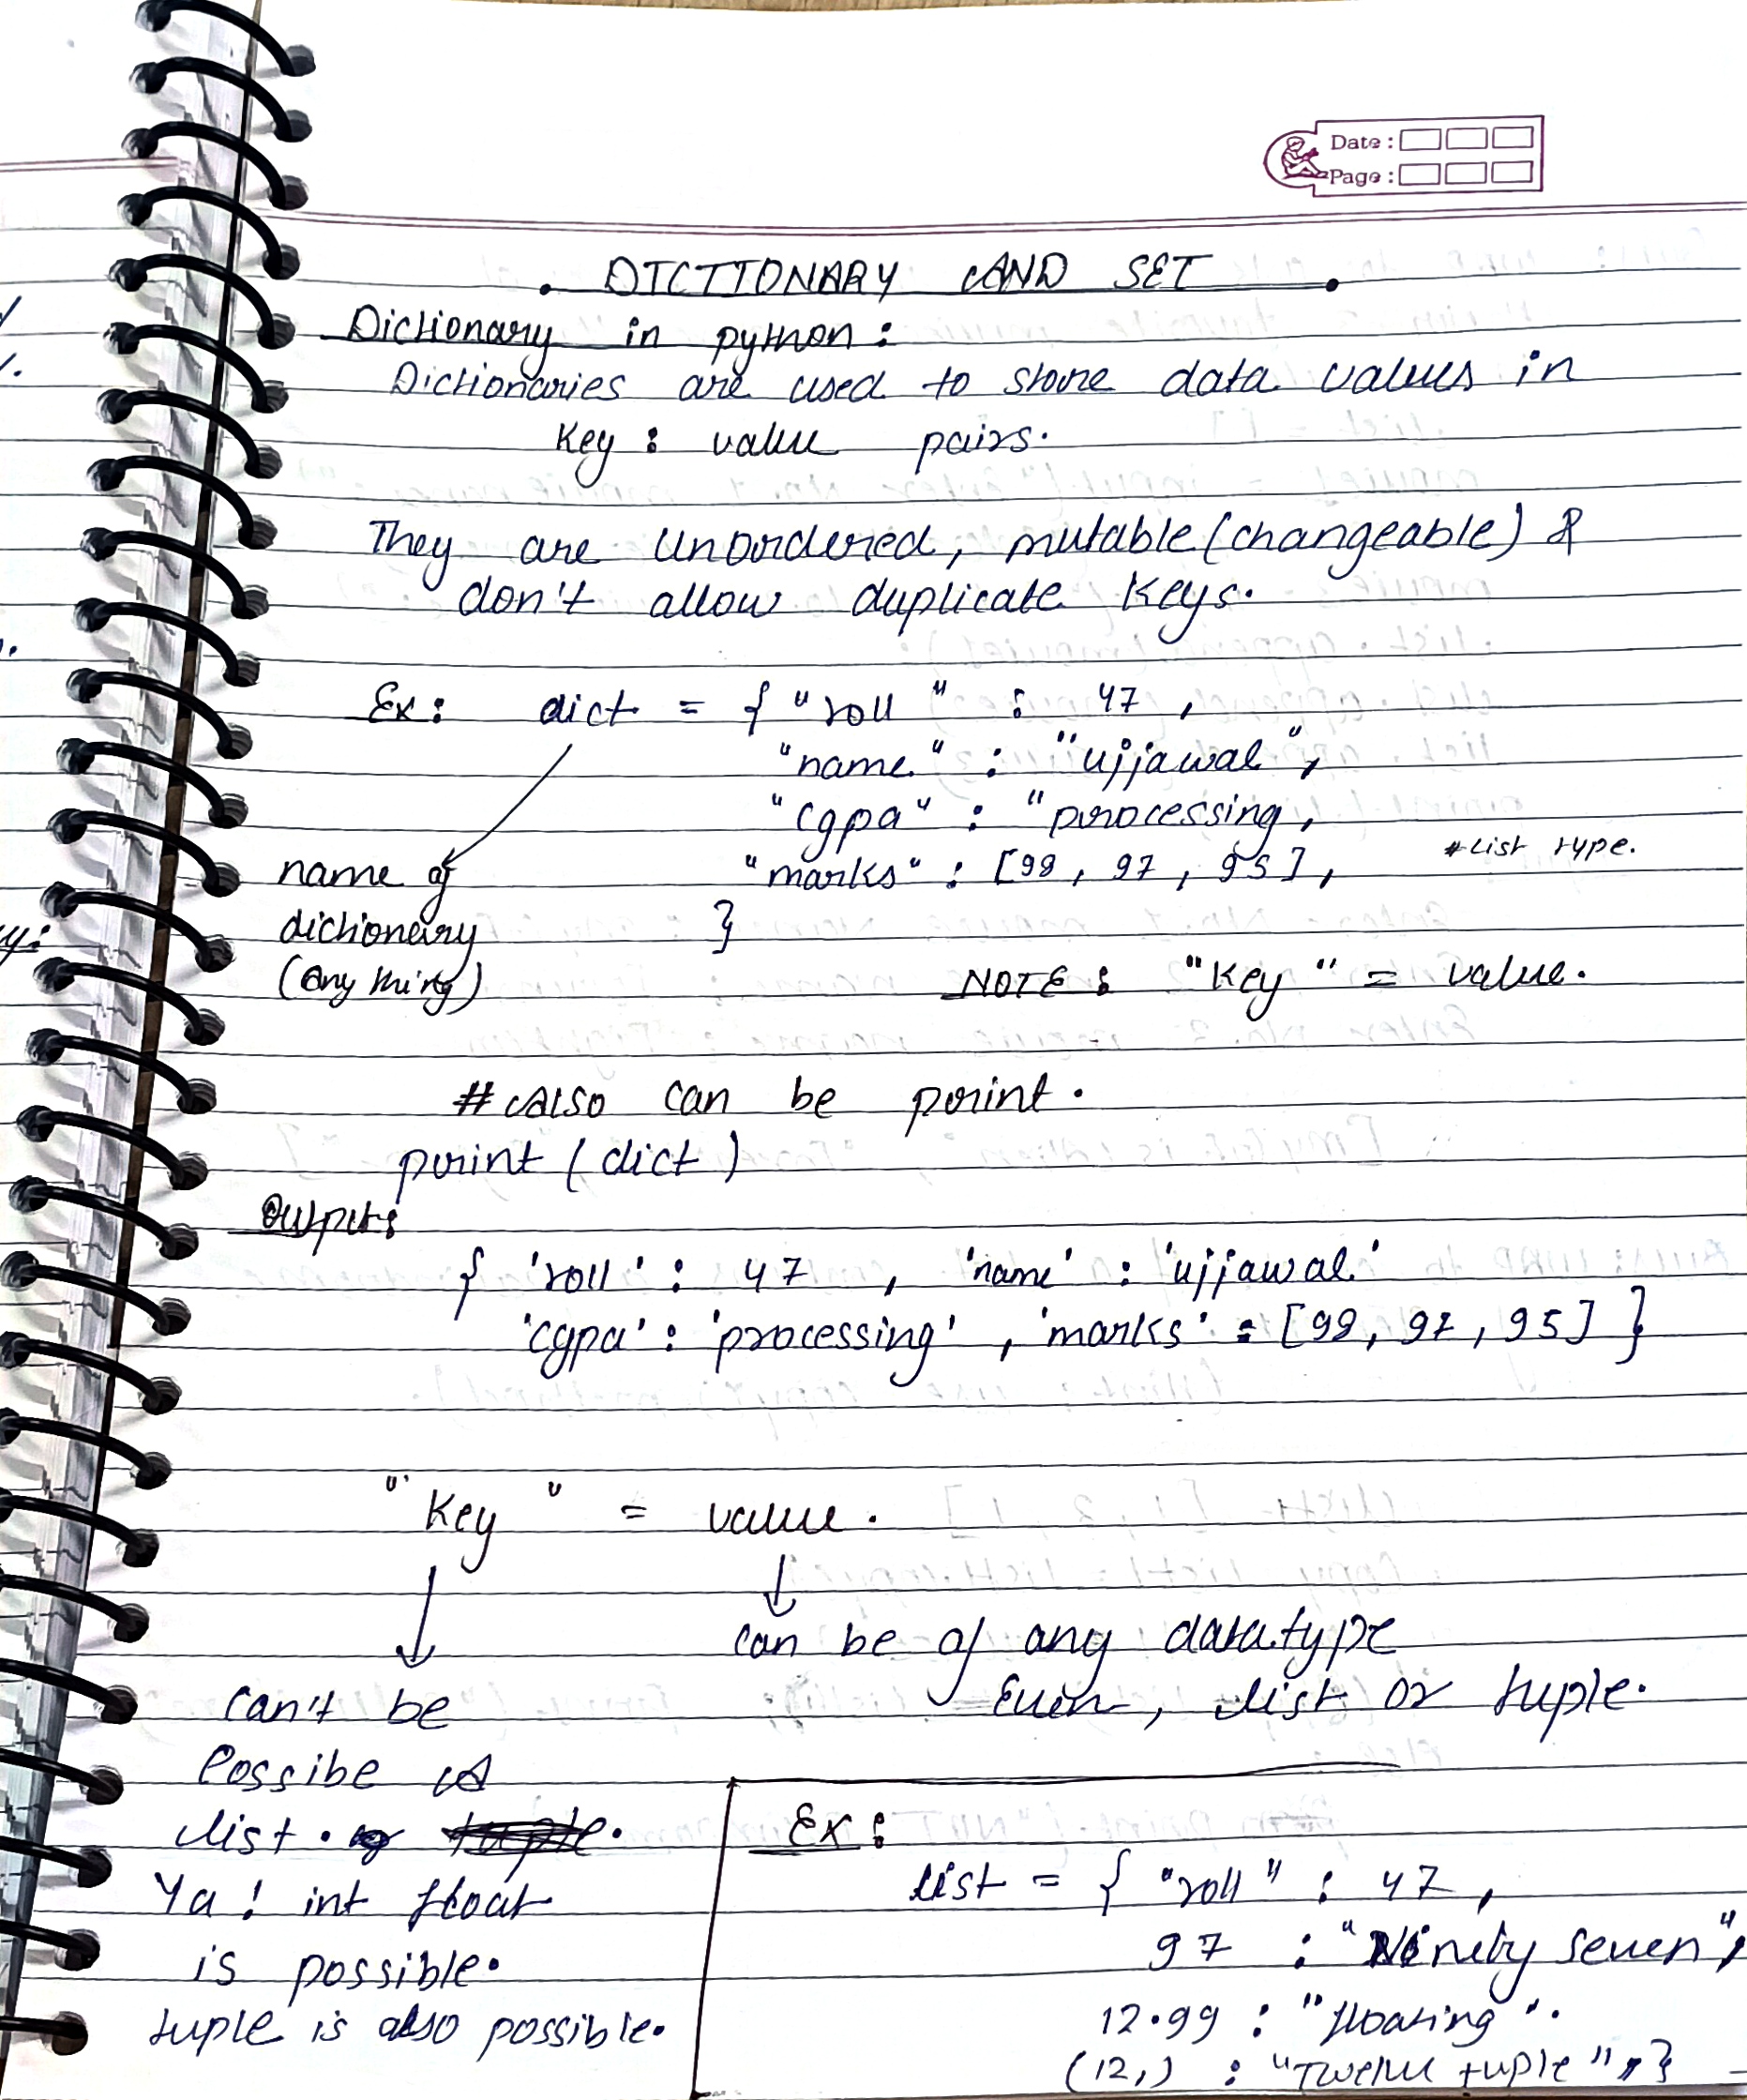 Date :
Page :
DICTIONARY AND SET
Dictionary in python :
Dictionaries are used to store data values in
Key : value pairs.
They are unordered, mutable (changeable) &
don't allow duplicate keys.
Ex: dict = { "roll" : 47 ,
"name" : "ujjawal",
"cgpa" : "processing,
"marks" : [98, 97, 95], # List type.
name of
dictionary }
(any thing) NOTE : "Key" = value.
# Also can be print.
print (dict)
Output:
{ 'roll' : 47 , 'name' : 'ujjawal'
'cgpa' : 'processing' , 'marks' : [98, 97, 95] }
"Key" = value.
can be of any datatype
Even, list or tuple.
can't be
Possibe as
list.
Ya! int float
is possible.
tuple is also possible.
Ex :
list = { "roll" : 47 ,
97 : "Ninety seven",
12.99 : "floating".
(12,) : "Twelve tuple", }